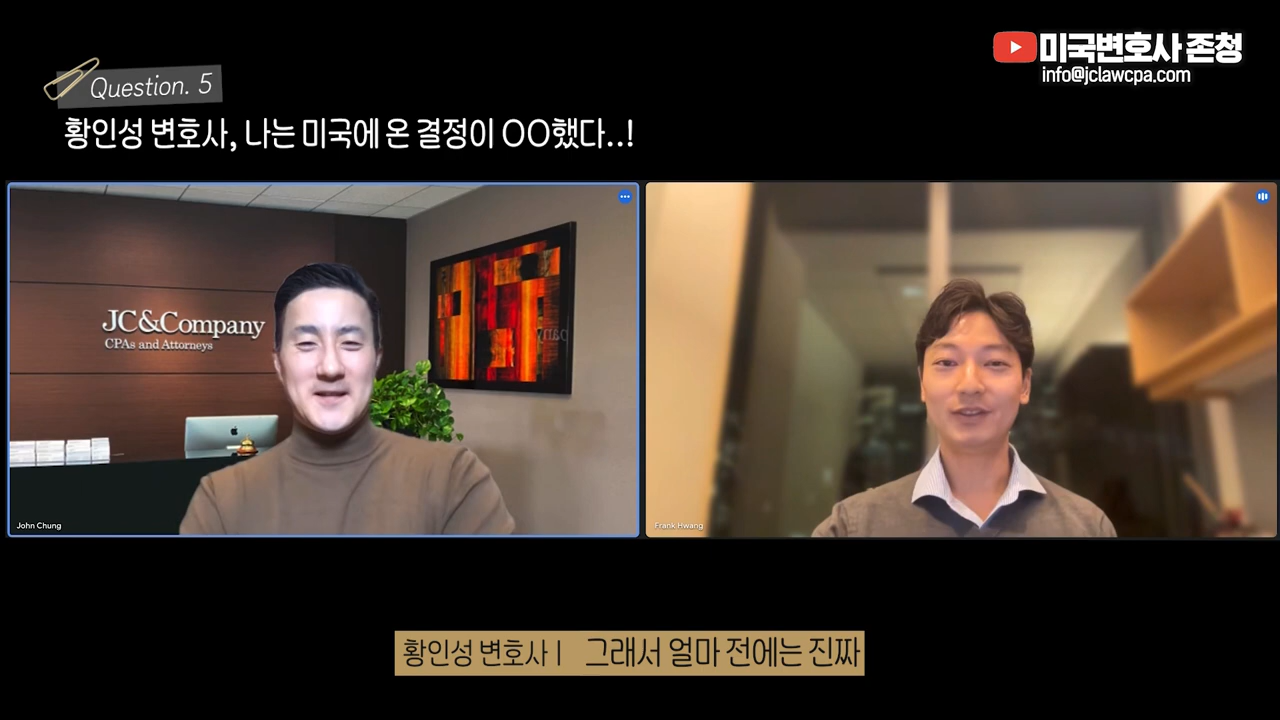 미국변호사 존청
info@jclawcpa.com
Question. 5
황인성 변호사, 나는 미국에 온 결정이 OO했다..!
JC&Company
CPAs and Attorneys
John Chung
Frank Hwang
황인성 변호사 | 그래서 얼마 전에는 진짜